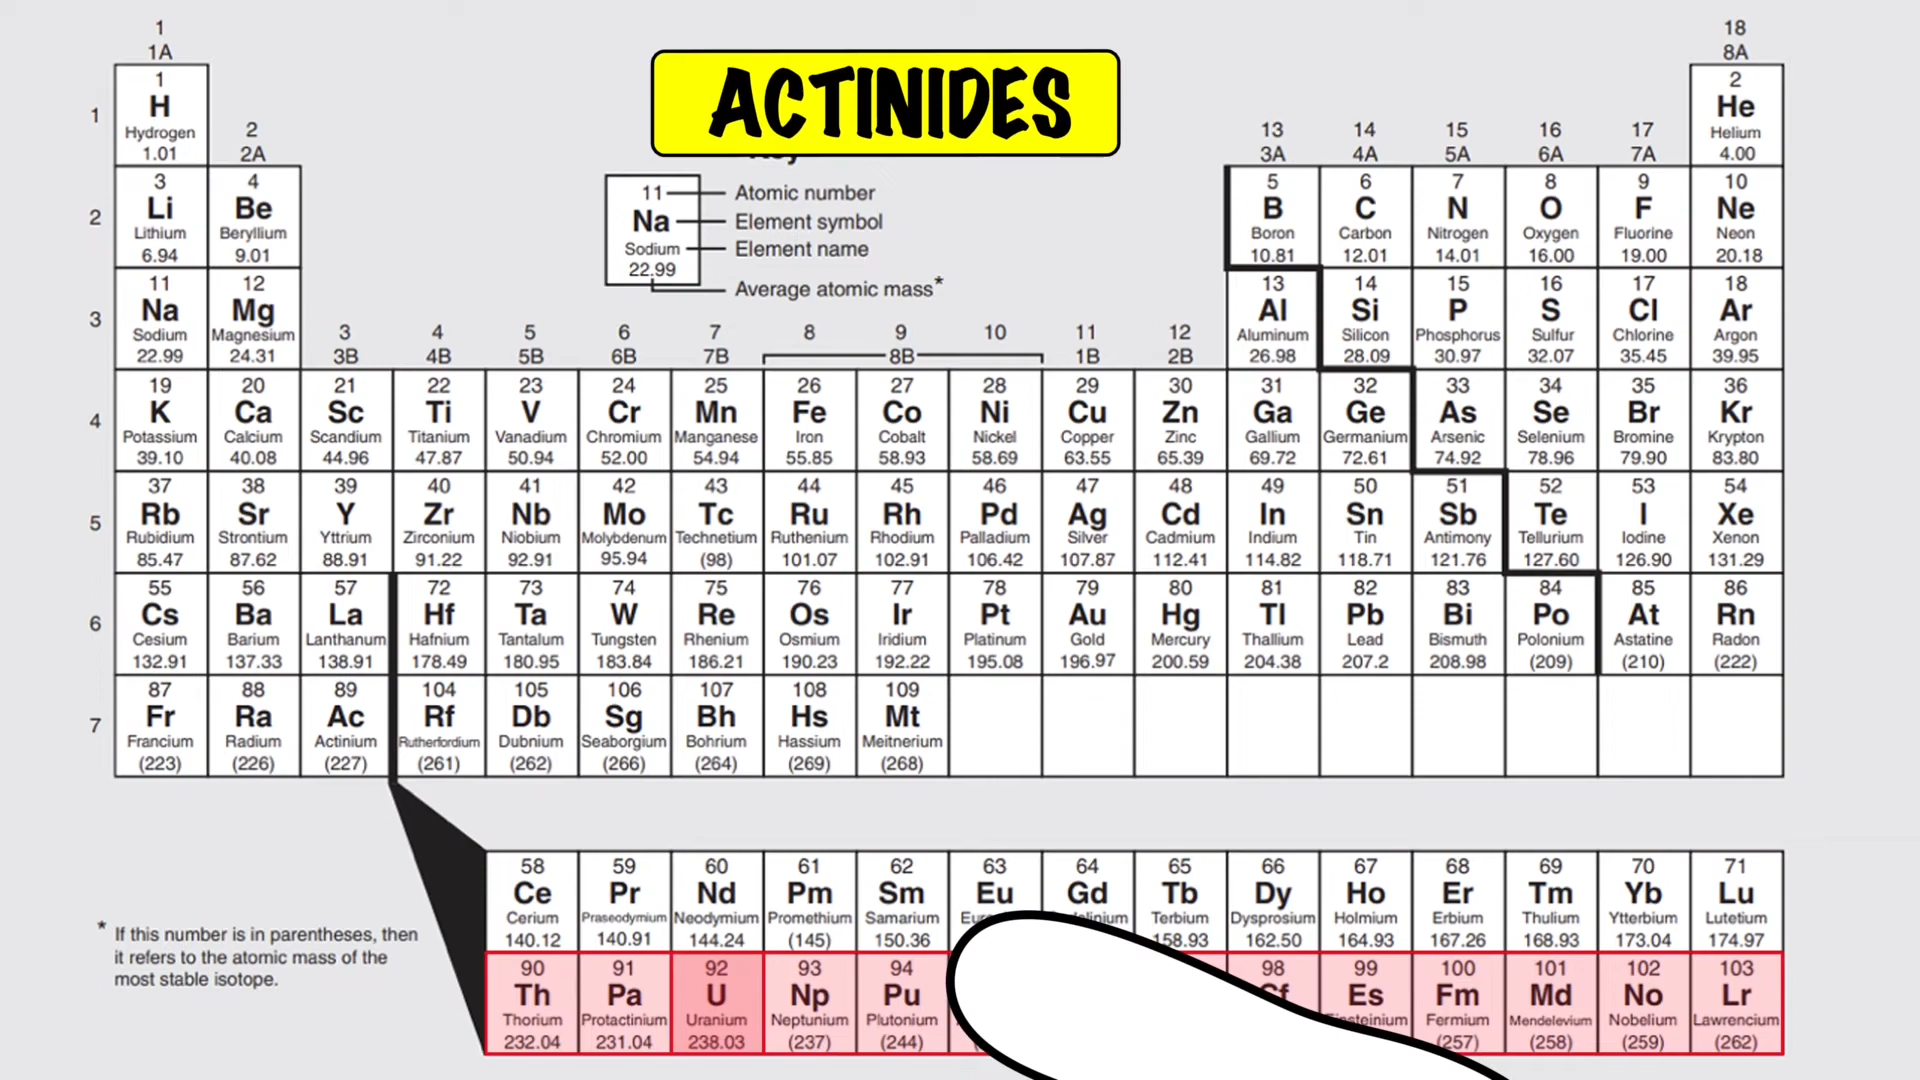 1 18
1A 8A
ACTINIDES
1 H Hydrogen 1.01
2 He Helium 4.00
1
2 13 14 15 16 17
2A 3A 4A 5A 6A 7A
11 Atomic number
Na Element symbol
Sodium Element name
22.99
Average atomic mass*
2
3 Li Lithium 6.94
4 Be Beryllium 9.01
5 B Boron 10.81
6 C Carbon 12.01
7 N Nitrogen 14.01
8 O Oxygen 16.00
9 F Fluorine 19.00
10 Ne Neon 20.18
3
11 Na Sodium 22.99
12 Mg Magnesium 24.31
3 4 5 6 7 8 9 10 11 12
3B 4B 5B 6B 7B 8B 1B 2B
13 Al Aluminum 26.98
14 Si Silicon 28.09
15 P Phosphorus 30.97
16 S Sulfur 32.07
17 Cl Chlorine 35.45
18 Ar Argon 39.95
4
19 K Potassium 39.10
20 Ca Calcium 40.08
21 Sc Scandium 44.96
22 Ti Titanium 47.87
23 V Vanadium 50.94
24 Cr Chromium 52.00
25 Mn Manganese 54.94
26 Fe Iron 55.85
27 Co Cobalt 58.93
28 Ni Nickel 58.69
29 Cu Copper 63.55
30 Zn Zinc 65.39
31 Ga Gallium 69.72
32 Ge Germanium 72.61
33 As Arsenic 74.92
34 Se Selenium 78.96
35 Br Bromine 79.90
36 Kr Krypton 83.80
5
37 Rb Rubidium 85.47
38 Sr Strontium 87.62
39 Y Yttrium 88.91
40 Zr Zirconium 91.22
41 Nb Niobium 92.91
42 Mo Molybdenum 95.94
43 Tc Technetium (98)
44 Ru Ruthenium 101.07
45 Rh Rhodium 102.91
46 Pd Palladium 106.42
47 Ag Silver 107.87
48 Cd Cadmium 112.41
49 In Indium 114.82
50 Sn Tin 118.71
51 Sb Antimony 121.76
52 Te Tellurium 127.60
53 I Iodine 126.90
54 Xe Xenon 131.29
6
55 Cs Cesium 132.91
56 Ba Barium 137.33
57 La Lanthanum 138.91
72 Hf Hafnium 178.49
73 Ta Tantalum 180.95
74 W Tungsten 183.84
75 Re Rhenium 186.21
76 Os Osmium 190.23
77 Ir Iridium 192.22
78 Pt Platinum 195.08
79 Au Gold 196.97
80 Hg Mercury 200.59
81 Tl Thallium 204.38
82 Pb Lead 207.2
83 Bi Bismuth 208.98
84 Po Polonium (209)
85 At Astatine (210)
86 Rn Radon (222)
7
87 Fr Francium (223)
88 Ra Radium (226)
89 Ac Actinium (227)
104 Rf Rutherfordium (261)
105 Db Dubnium (262)
106 Sg Seaborgium (266)
107 Bh Bohrium (264)
108 Hs Hassium (269)
109 Mt Meitnerium (268)
58 Ce Cerium 140.12
59 Pr Praseodymium 140.91
60 Nd Neodymium 144.24
61 Pm Promethium (145)
62 Sm Samarium 150.36
63 Eu
64 Gd
65 Tb Terbium 158.93
66 Dy Dysprosium 162.50
67 Ho Holmium 164.93
68 Er Erbium 167.26
69 Tm Thulium 168.93
70 Yb Ytterbium 173.04
71 Lu Lutetium 174.97
90 Th Thorium 232.04
91 Pa Protactinium 231.04
92 U Uranium 238.03
93 Np Neptunium (237)
94 Pu Plutonium (244)
98 Cf
99 Es Einsteinium
100 Fm Fermium (257)
101 Md Mendelevium (258)
102 No Nobelium (259)
103 Lr Lawrencium (262)
* If this number is in parentheses, then
it refers to the atomic mass of the
most stable isotope.